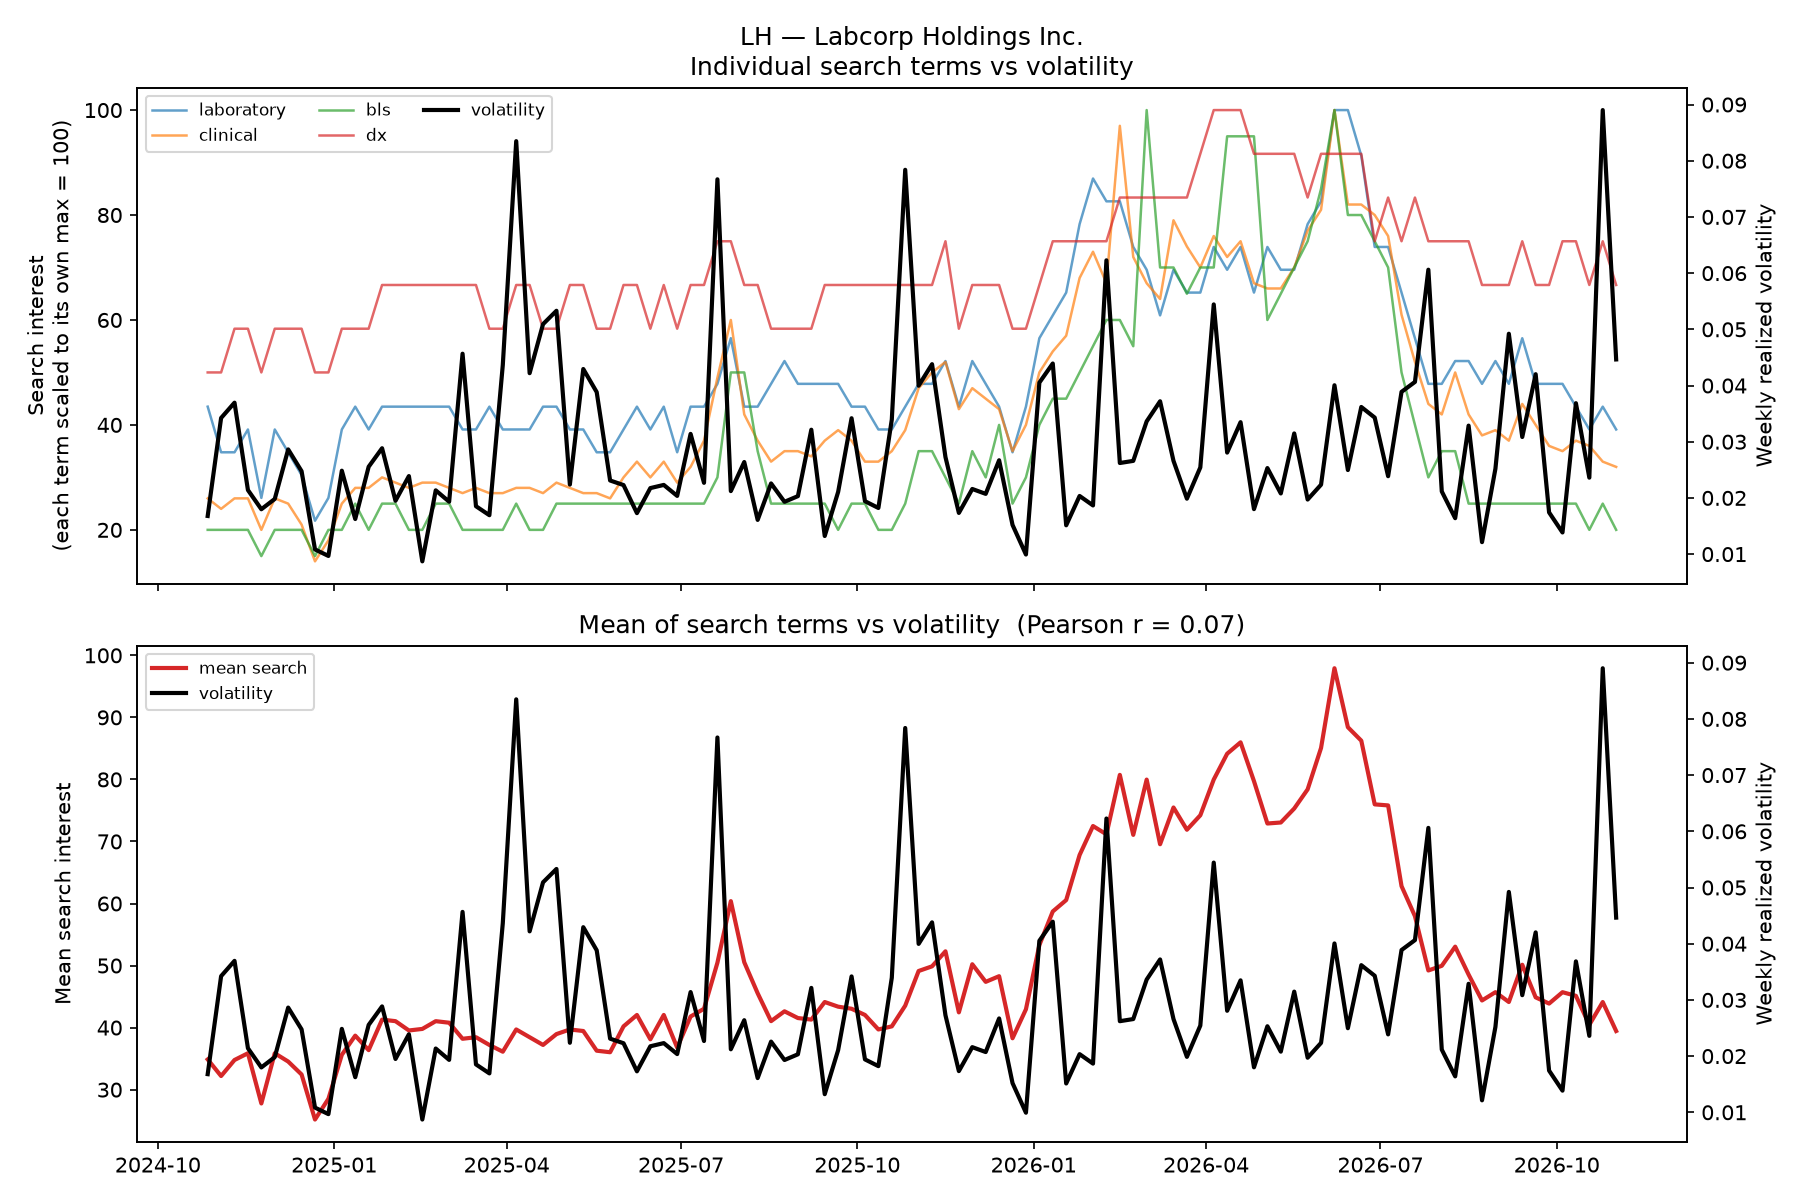 LH — Labcorp Holdings Inc.
Individual search terms vs volatility
laboratory
clinical
bls
dx
volatility
Search interest
(each term scaled to its own max = 100)
100
80
60
40
20
Weekly realized volatility
0.09
0.08
0.07
0.06
0.05
0.04
0.03
0.02
0.01
Mean of search terms vs volatility (Pearson r = 0.07)
mean search
volatility
Mean search interest
100
90
80
70
60
50
40
30
Weekly realized volatility
0.09
0.08
0.07
0.06
0.05
0.04
0.03
0.02
0.01
2024-10
2025-01
2025-04
2025-07
2025-10
2026-01
2026-04
2026-07
2026-10